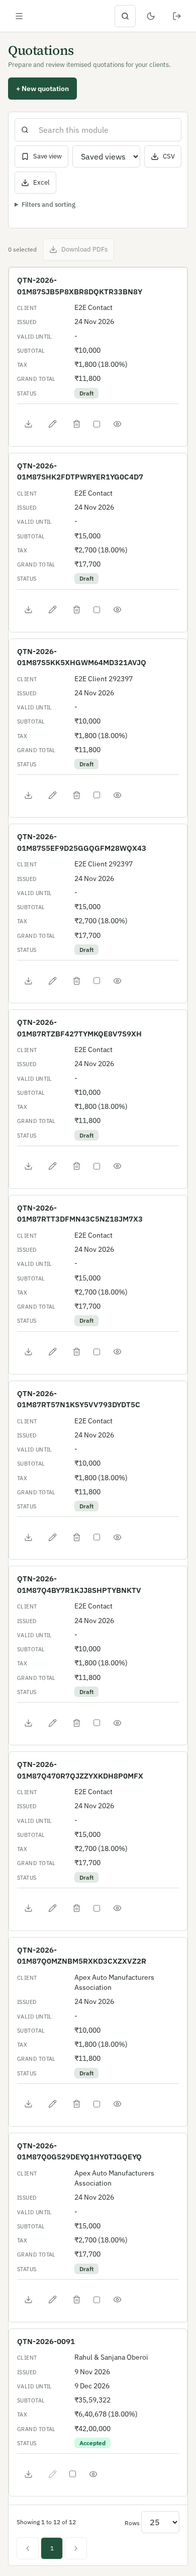 Quotations
Prepare and review itemised quotations for your clients.
+ New quotation
Search this module
Save view
Saved views
CSV
Excel
Filters and sorting
0 selected
Download PDFs
QTN-2026-
01M87SJB5P8XBR8DQKTR33BN8Y
CLIENT E2E Contact
ISSUED 24 Nov 2026
VALID UNTIL -
SUBTOTAL ₹10,000
TAX ₹1,800 (18.00%)
GRAND TOTAL ₹11,800
STATUS Draft
QTN-2026-
01M87SHK2FDTPWRYER1YG0C4D7
CLIENT E2E Contact
ISSUED 24 Nov 2026
VALID UNTIL -
SUBTOTAL ₹15,000
TAX ₹2,700 (18.00%)
GRAND TOTAL ₹17,700
STATUS Draft
QTN-2026-
01M87S5KK5XHGWM64MD321AVJQ
CLIENT E2E Client 292397
ISSUED 24 Nov 2026
VALID UNTIL -
SUBTOTAL ₹10,000
TAX ₹1,800 (18.00%)
GRAND TOTAL ₹11,800
STATUS Draft
QTN-2026-
01M87S5EF9D25GGQGFM28WQX43
CLIENT E2E Client 292397
ISSUED 24 Nov 2026
VALID UNTIL -
SUBTOTAL ₹15,000
TAX ₹2,700 (18.00%)
GRAND TOTAL ₹17,700
STATUS Draft
QTN-2026-
01M87RTZBF427TYMKQE8V7S9XH
CLIENT E2E Contact
ISSUED 24 Nov 2026
VALID UNTIL -
SUBTOTAL ₹10,000
TAX ₹1,800 (18.00%)
GRAND TOTAL ₹11,800
STATUS Draft
QTN-2026-
01M87RTT3DFMN43C5NZ18JM7X3
CLIENT E2E Contact
ISSUED 24 Nov 2026
VALID UNTIL -
SUBTOTAL ₹15,000
TAX ₹2,700 (18.00%)
GRAND TOTAL ₹17,700
STATUS Draft
QTN-2026-
01M87RT57N1K5Y5VV793DYDT5C
CLIENT E2E Contact
ISSUED 24 Nov 2026
VALID UNTIL -
SUBTOTAL ₹10,000
TAX ₹1,800 (18.00%)
GRAND TOTAL ₹11,800
STATUS Draft
QTN-2026-
01M87Q4BY7R1KJJ8SHPTYBNKTV
CLIENT E2E Contact
ISSUED 24 Nov 2026
VALID UNTIL -
SUBTOTAL ₹10,000
TAX ₹1,800 (18.00%)
GRAND TOTAL ₹11,800
STATUS Draft
QTN-2026-
01M87Q470R7QJZZYXKDH8P0MFX
CLIENT E2E Contact
ISSUED 24 Nov 2026
VALID UNTIL -
SUBTOTAL ₹15,000
TAX ₹2,700 (18.00%)
GRAND TOTAL ₹17,700
STATUS Draft
QTN-2026-
01M87Q0MZNBM5RXKD3CXZXVZ2R
CLIENT Apex Auto Manufacturers
Association
ISSUED 24 Nov 2026
VALID UNTIL -
SUBTOTAL ₹10,000
TAX ₹1,800 (18.00%)
GRAND TOTAL ₹11,800
STATUS Draft
QTN-2026-
01M87Q0G529DEYQ1HY0TJGQEYQ
CLIENT Apex Auto Manufacturers
Association
ISSUED 24 Nov 2026
VALID UNTIL -
SUBTOTAL ₹15,000
TAX ₹2,700 (18.00%)
GRAND TOTAL ₹17,700
STATUS Draft
QTN-2026-0091
CLIENT Rahul & Sanjana Oberoi
ISSUED 9 Nov 2026
VALID UNTIL 9 Dec 2026
SUBTOTAL ₹35,59,322
TAX ₹6,40,678 (18.00%)
GRAND TOTAL ₹42,00,000
STATUS Accepted
Showing 1 to 12 of 12
Rows 25
1